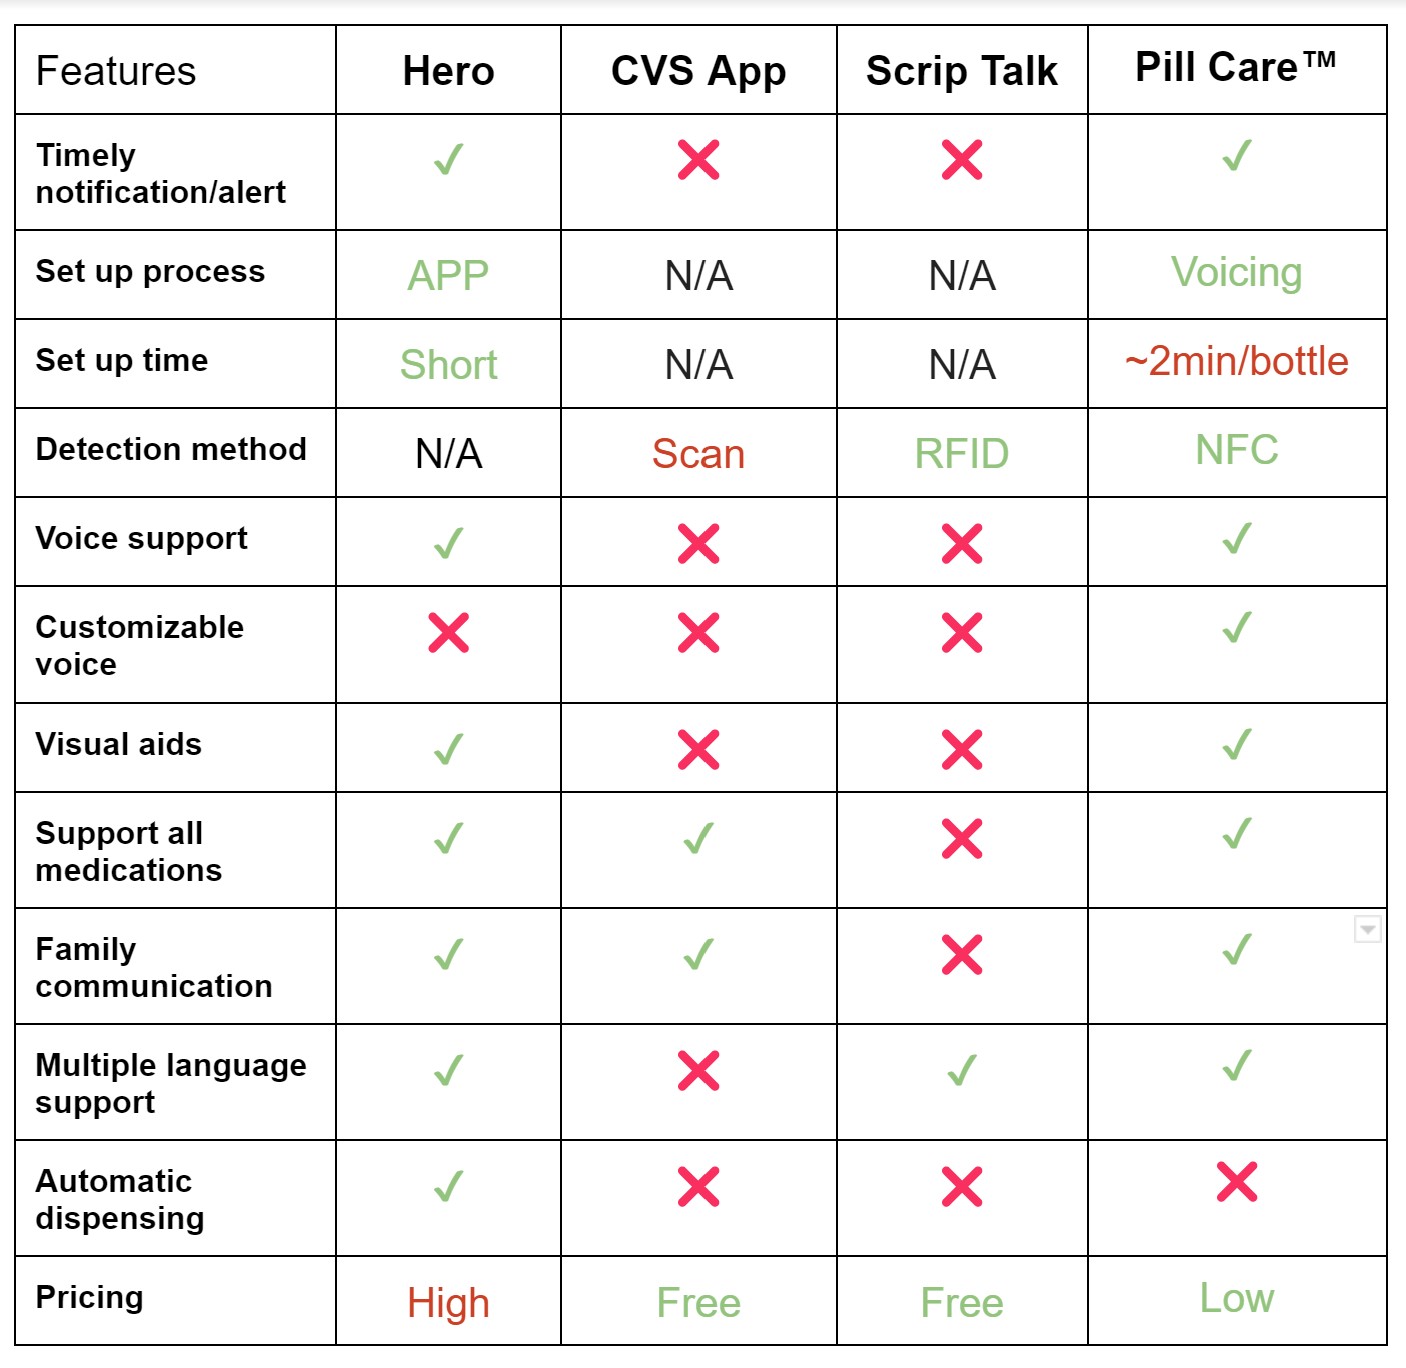 Features Hero CVS App Scrip Talk Pill Care™
Timely
notification/alert ✓ ❌ ❌ ✓
Set up process APP N/A N/A Voicing
Set up time Short N/A N/A ~2min/bottle
Detection method N/A Scan RFID NFC
Voice support ✓ ❌ ❌ ✓
Customizable
voice ❌ ❌ ❌ ✓
Visual aids ✓ ❌ ❌ ✓
Support all
medications ✓ ✓ ❌ ✓
Family
communication ✓ ✓ ❌ ✓
Multiple language
support ✓ ❌ ✓ ✓
Automatic
dispensing ✓ ❌ ❌ ❌
Pricing High Free Free Low